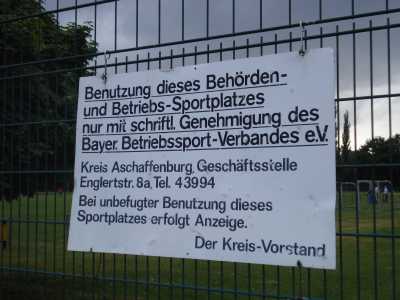 Benutzung dieses Behörden-
und Betriebs-Sportplatzes
nur mit schriftl. Genehmigung des
Bayer. Betriebssport-Verbandes e.V.
Kreis Aschaffenburg, Geschäftsstelle
Englertstr. 8a, Tel. 43994
Bei unbefugter Benutzung dieses
Sportplatzes erfolgt Anzeige.
Der Kreis-Vorstand